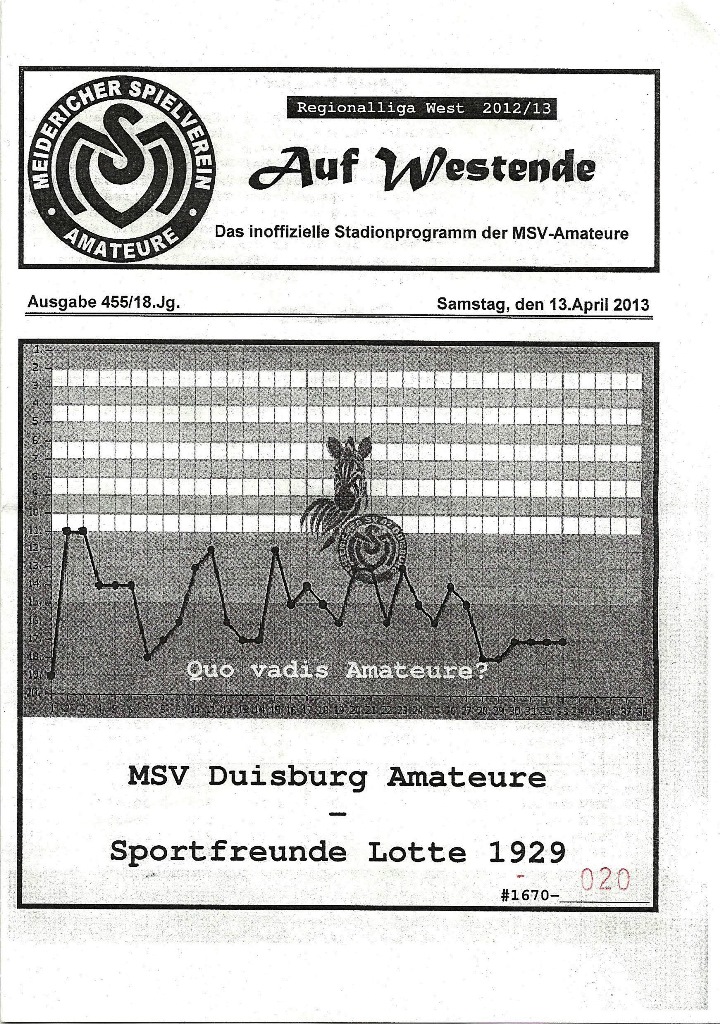 MEIDERICHER SPIELVEREIN
AMATEURE
Regionalliga West 2012/13
Auf Westende
Das inoffizielle Stadionprogramm der MSV-Amateure
Ausgabe 455/18.Jg.
Samstag, den 13.April 2013
Quo vadis Amateure?
MSV Duisburg Amateure
–
Sportfreunde Lotte 1929
#1670- 020